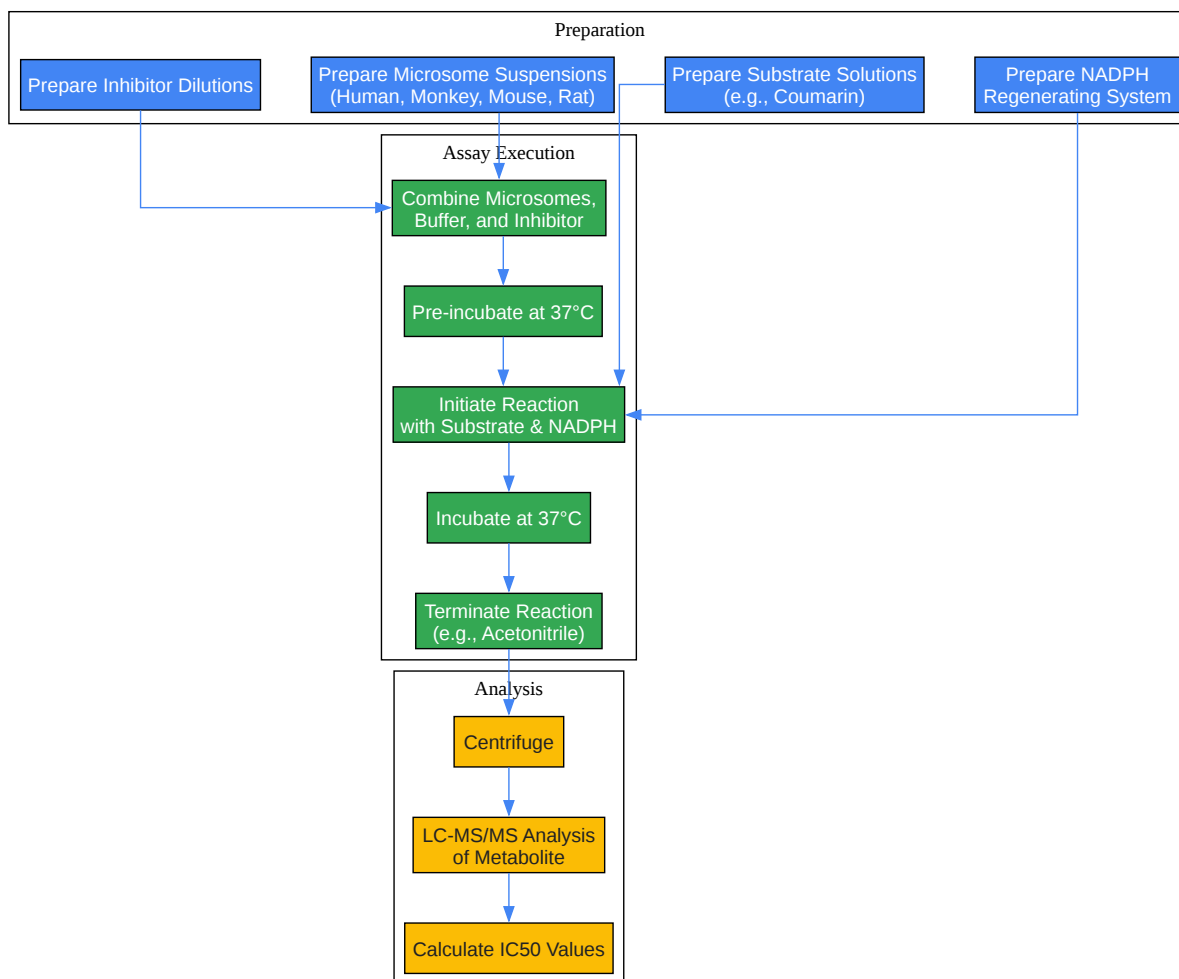 Preparation
Prepare Inhibitor Dilutions
Prepare Microsome Suspensions
(Human, Monkey, Mouse, Rat)
Prepare Substrate Solutions
(e.g., Coumarin)
Prepare NADPH
Regenerating System
Assay Execution
Combine Microsomes,
Buffer, and Inhibitor
Pre-incubate at 37°C
Initiate Reaction
with Substrate & NADPH
Incubate at 37°C
Terminate Reaction
(e.g., Acetonitrile)
Analysis
Centrifuge
LC-MS/MS Analysis
of Metabolite
Calculate IC50 Values